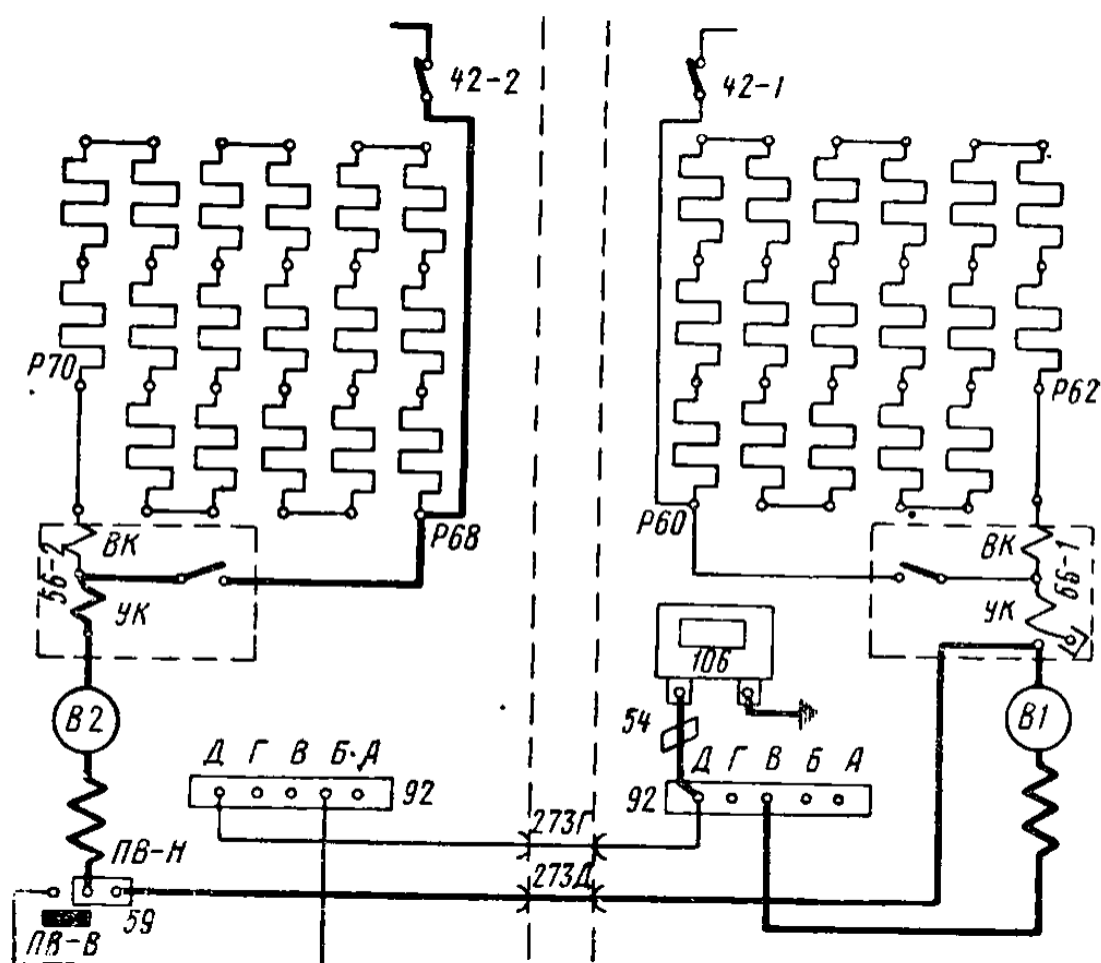 42-2
42-1
Р70
Р62
Р68
Р60
ВК
56-2
УК
ВК
56-1
УК
106
В2
54
В1
Д Г В Б А
92
Д Г В Б А
92
273Г
ПВ-Н
273Д
59
ПВ-В